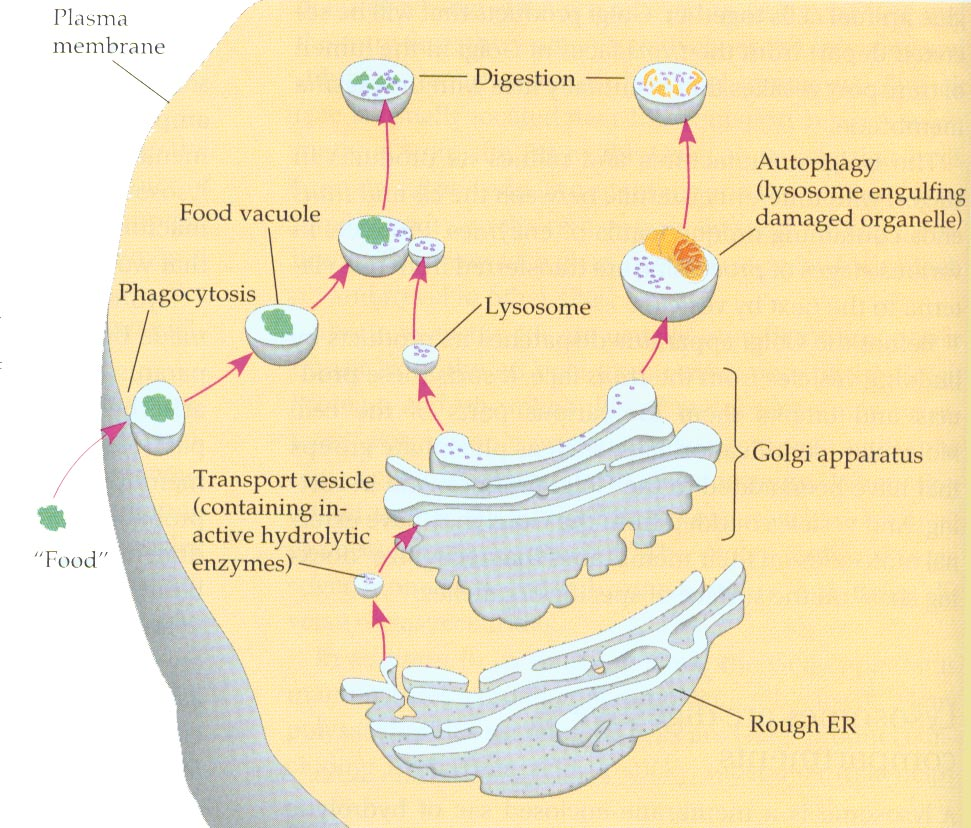 Plasma
membrane
Digestion
Autophagy
(lysosome engulfing
damaged organelle)
Food vacuole
Phagocytosis
Lysosome
Golgi apparatus
Transport vesicle
(containing in-
active hydrolytic
enzymes)
"Food"
Rough ER